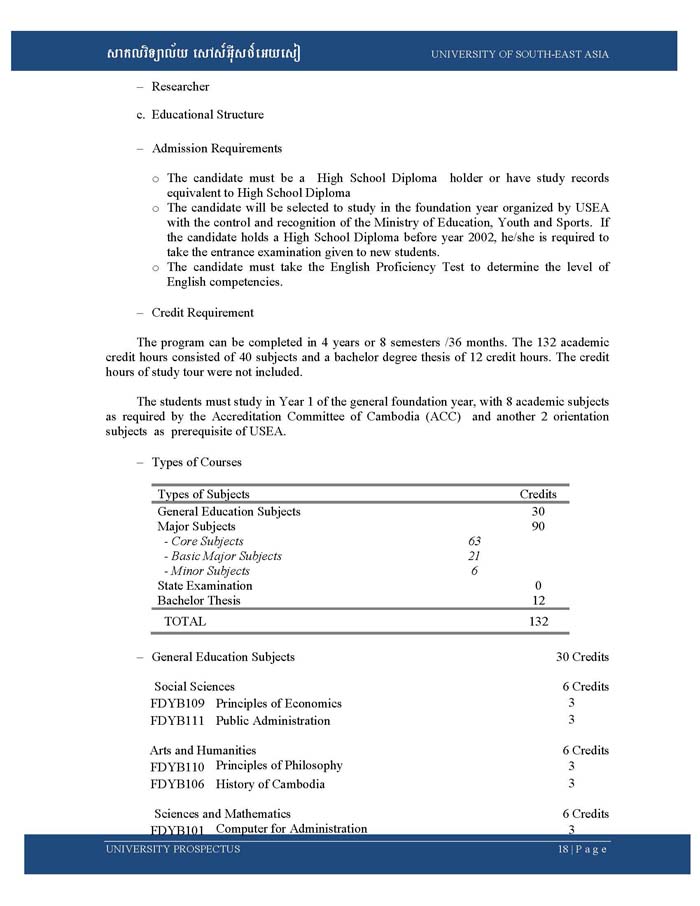 សាកលវិទ្យាល័យ សៅស៍អ៊ីសថ៍អេយសៀ UNIVERSITY OF SOUTH-EAST ASIA
– Researcher
c. Educational Structure
– Admission Requirements
o The candidate must be a High School Diploma holder or have study records
equivalent to High School Diploma
o The candidate will be selected to study in the foundation year organized by USEA
with the control and recognition of the Ministry of Education, Youth and Sports. If
the candidate holds a High School Diploma before year 2002, he/she is required to
take the entrance examination given to new students.
o The candidate must take the English Proficiency Test to determine the level of
English competencies.
– Credit Requirement
The program can be completed in 4 years or 8 semesters /36 months. The 132 academic
credit hours consisted of 40 subjects and a bachelor degree thesis of 12 credit hours. The credit
hours of study tour were not included.
The students must study in Year 1 of the general foundation year, with 8 academic subjects
as required by the Accreditation Committee of Cambodia (ACC) and another 2 orientation
subjects as prerequisite of USEA.
– Types of Courses
Types of Subjects Credits
General Education Subjects 30
Major Subjects 90
- Core Subjects 63
- Basic Major Subjects 21
- Minor Subjects 6
State Examination 0
Bachelor Thesis 12
TOTAL 132
– General Education Subjects 30 Credits
Social Sciences 6 Credits
FDYB109 Principles of Economics 3
FDYB111 Public Administration 3
Arts and Humanities 6 Credits
FDYB110 Principles of Philosophy 3
FDYB106 History of Cambodia 3
Sciences and Mathematics 6 Credits
FDYB101 Computer for Administration 3
UNIVERSITY PROSPECTUS 18 | P a g e